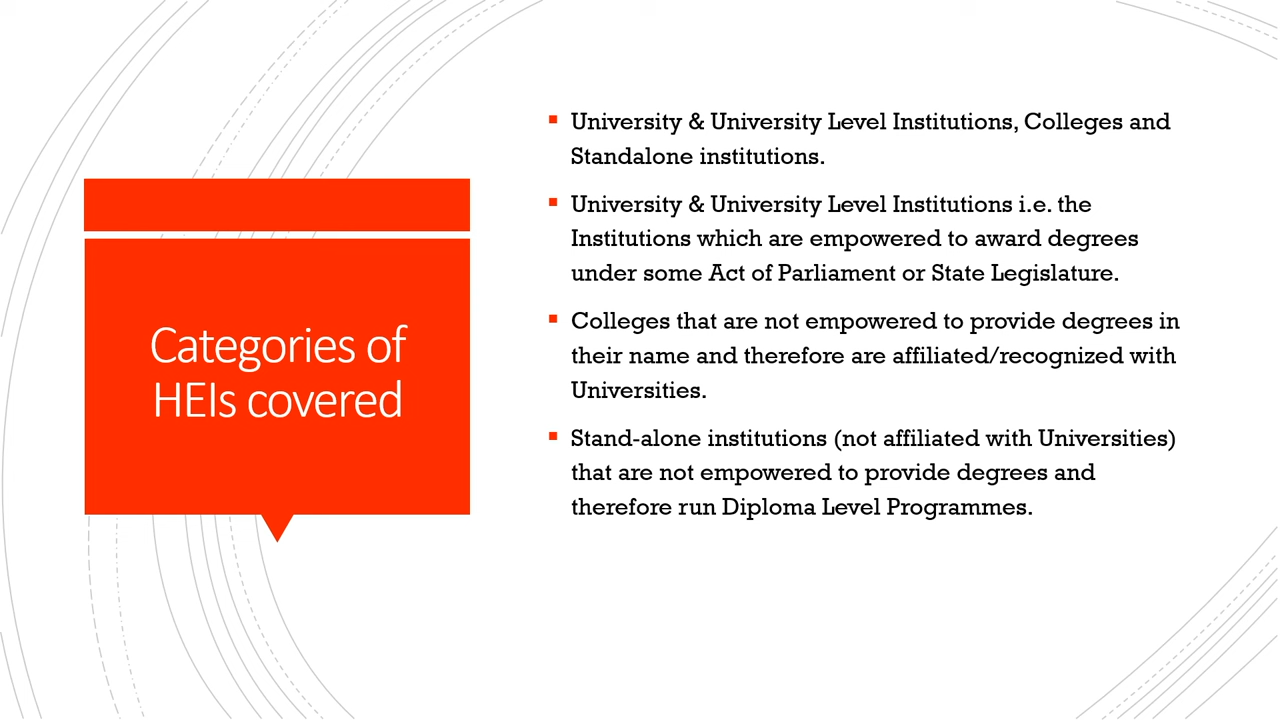 Categories of
HEIs covered
University & University Level Institutions, Colleges and
Standalone institutions.
University & University Level Institutions i.e. the
Institutions which are empowered to award degrees
under some Act of Parliament or State Legislature.
Colleges that are not empowered to provide degrees in
their name and therefore are affiliated/recognized with
Universities.
Stand-alone institutions (not affiliated with Universities)
that are not empowered to provide degrees and
therefore run Diploma Level Programmes.